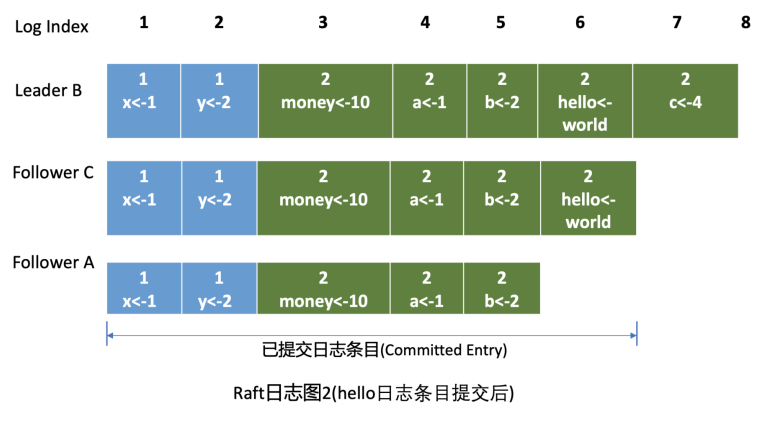 Log Index 1 2 3 4 5 6 7 8
Leader B
1 1 2 2 2 2 2
x<-1 y<-2 money<-10 a<-1 b<-2 hello<- c<-4
world
Follower C
1 1 2 2 2 2
x<-1 y<-2 money<-10 a<-1 b<-2 hello<-
world
Follower A
1 1 2 2 2
x<-1 y<-2 money<-10 a<-1 b<-2
已提交日志条目(Committed Entry)
Raft日志图2(hello日志条目提交后)